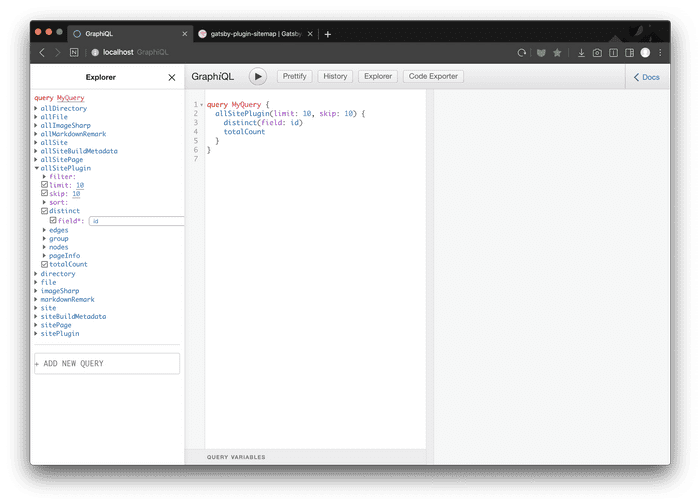 GraphiQL
gatsby-plugin-sitemap | Gatsby
localhost GraphiQL
Explorer
GraphiQL
Prettify
History
Explorer
Code Exporter
Docs
query MyQuery
allDirectory
allFile
allImageSharp
allMarkdownRemark
allSite
allSiteBuildMetadata
allSitePage
allSitePlugin
filter:
limit: 10
skip: 10
sort:
distinct
field*: id
edges
group
nodes
pageInfo
totalCount
directory
file
imageSharp
markdownRemark
site
siteBuildMetadata
sitePage
sitePlugin
+ ADD NEW QUERY
1 query MyQuery {
2 allSitePlugin(limit: 10, skip: 10) {
3 distinct(field: id)
4 totalCount
5 }
6 }
7
QUERY VARIABLES